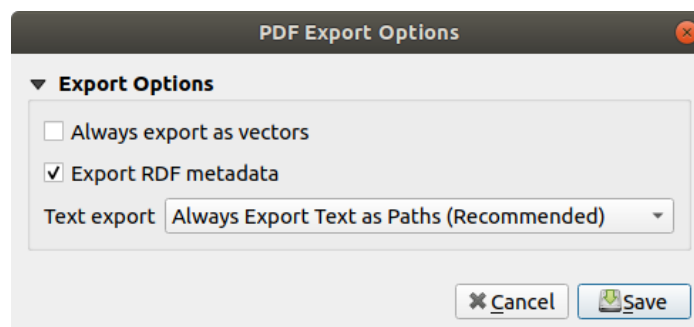 PDF Export Options
Export Options
Always export as vectors
Export RDF metadata
Text export Always Export Text as Paths (Recommended)
Cancel Save